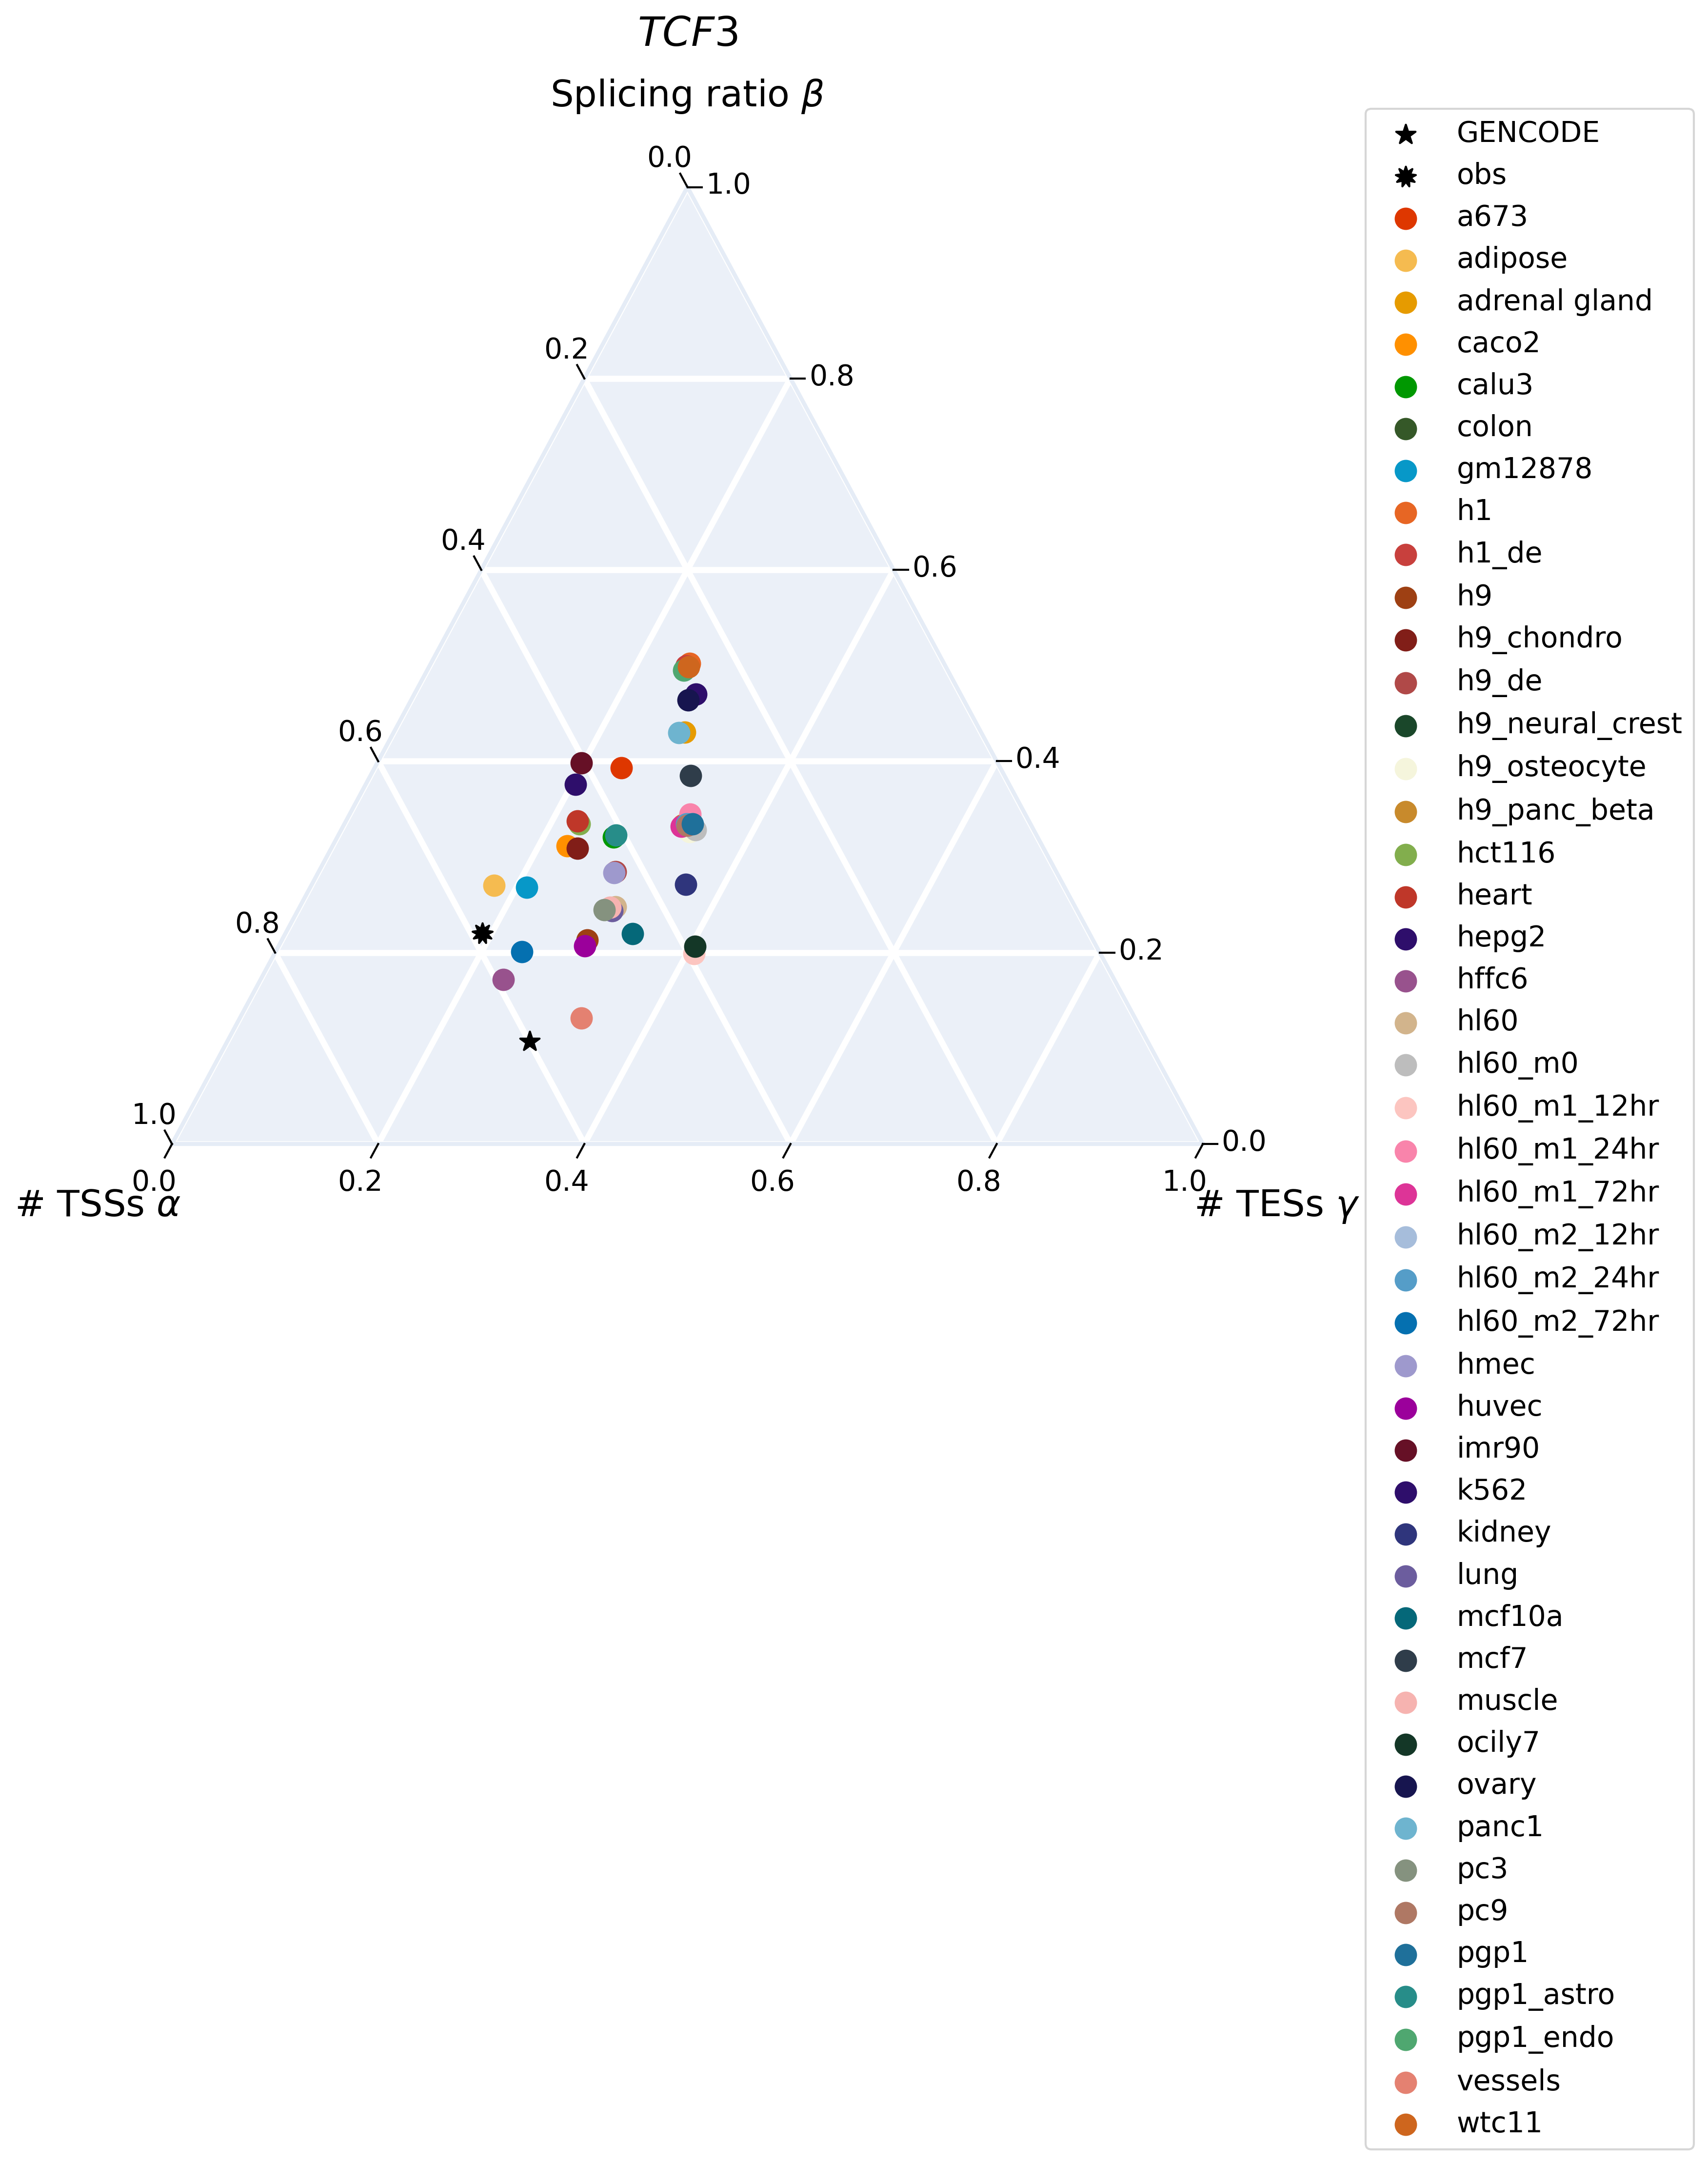 TCF3
Splicing ratio β
0.0
1.0
0.2
0.8
0.4
0.6
0.6
0.4
0.8
0.2
1.0
0.0
0.0
0.2
0.4
0.6
0.8
1.0
# TSSs α
# TESs γ
GENCODE
obs
a673
adipose
adrenal gland
caco2
calu3
colon
gm12878
h1
h1_de
h9
h9_chondro
h9_de
h9_neural_crest
h9_osteocyte
h9_panc_beta
hct116
heart
hepg2
hffc6
hl60
hl60_m0
hl60_m1_12hr
hl60_m1_24hr
hl60_m1_72hr
hl60_m2_12hr
hl60_m2_24hr
hl60_m2_72hr
hmec
huvec
imr90
k562
kidney
lung
mcf10a
mcf7
muscle
ocily7
ovary
panc1
pc3
pc9
pgp1
pgp1_astro
pgp1_endo
vessels
wtc11